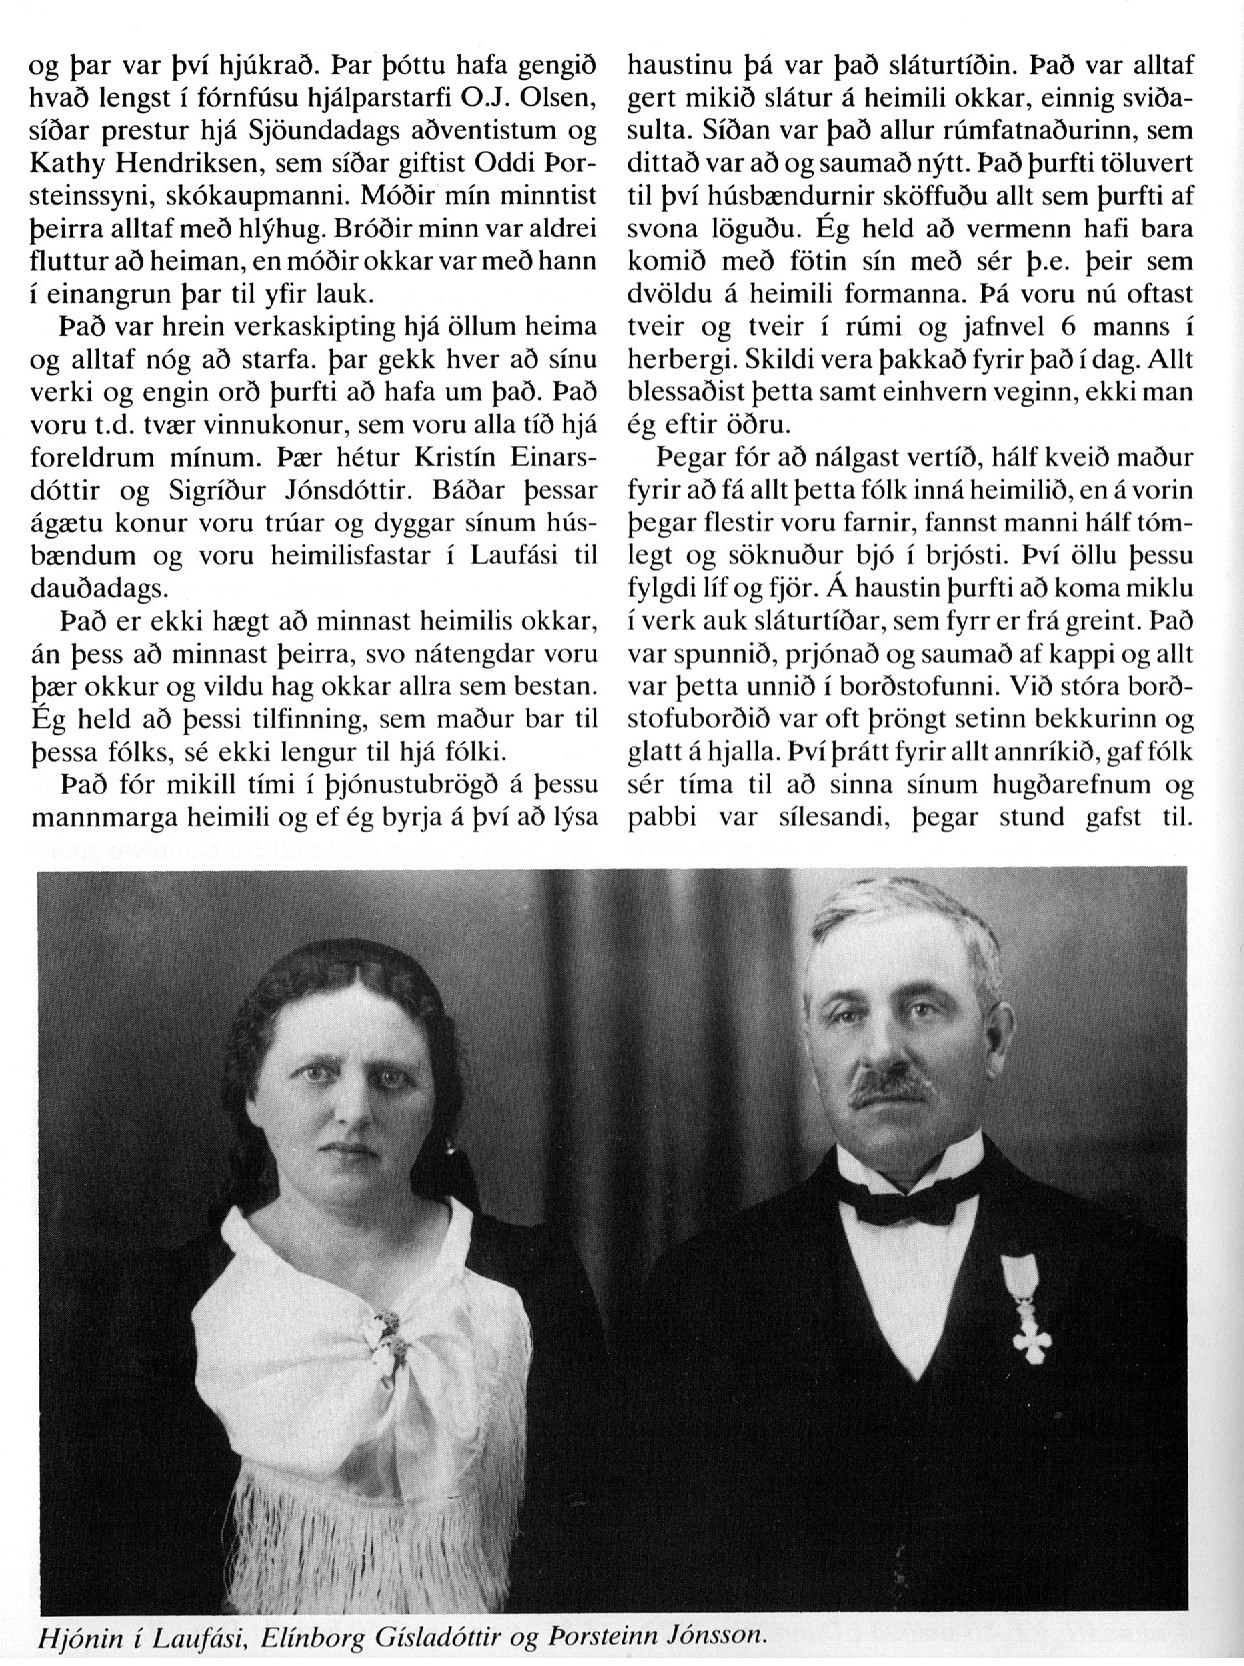 og þar var því hjúkrað. Þar þóttu hafa gengið
hvað lengst í fórnfúsu hjálparstarfi O.J. Olsen,
síðar prestur hjá Sjöundadags aðventistum og
Kathy Hendriksen, sem síðar giftist Oddi Þor-
steinssyni, skókaupmanni. Móðir mín minntist
þeirra alltaf með hlýhug. Bróðir minn var aldrei
fluttur að heiman, en móðir okkar var með hann
í einangrun þar til yfir lauk.
Það var hrein verkaskipting hjá öllum heima
og alltaf nóg að starfa. þar gekk hver að sínu
verki og engin orð þurfti að hafa um það. Það
voru t.d. tvær vinnukonur, sem voru alla tíð hjá
foreldrum mínum. Þær hétur Kristín Einars-
dóttir og Sigríður Jónsdóttir. Báðar þessar
ágætu konur voru trúar og dyggar sínum hús-
bændum og voru heimilisfastar í Laufási til
dauðadags.
Það er ekki hægt að minnast heimilis okkar,
án þess að minnast þeirra, svo nátengdar voru
þær okkur og vildu hag okkar allra sem bestan.
Ég held að þessi tilfinning, sem maður bar til
þessa fólks, sé ekki lengur til hjá fólki.
Það fór mikill tími í þjónustubrögð á þessu
mannmarga heimili og ef ég byrja á því að lýsa
haustinu þá var það sláturtíðin. Það var alltaf
gert mikið slátur á heimili okkar, einnig sviða-
sulta. Síðan var það allur rúmfatnaðurinn, sem
dittað var að og saumað nýtt. Það þurfti töluvert
til því húsbændurnir sköffuðu allt sem þurfti af
svona löguðu. Ég held að vermenn hafi bara
komið með fötin sín með sér þ.e. þeir sem
dvöldu á heimili formanna. Þá voru nú oftast
tveir og tveir í rúmi og jafnvel 6 manns í
herbergi. Skildi vera þakkað fyrir það í dag. Allt
blessaðist þetta samt einhvern veginn, ekki man
ég eftir öðru.
Þegar fór að nálgast vertíð, hálf kveið maður
fyrir að fá allt þetta fólk inná heimilið, en á vorin
þegar flestir voru farnir, fannst manni hálf tóm-
legt og söknuður bjó í brjósti. Því öllu þessu
fylgdi líf og fjör. Á haustin þurfti að koma miklu
í verk auk sláturtíðar, sem fyrr er frá greint. Það
var spunnið, prjónað og saumað af kappi og allt
var þetta unnið í borðstofunni. Við stóra borð-
stofuborðið var oft þröngt setinn bekkurinn og
glatt á hjalla. Því þrátt fyrir allt annríkið, gaf fólk
sér tíma til að sinna sínum hugðarefnum og
pabbi var sílesandi, þegar stund gafst til.
Hjónin í Laufási, Elínborg Gísladóttir og Þorsteinn Jónsson.